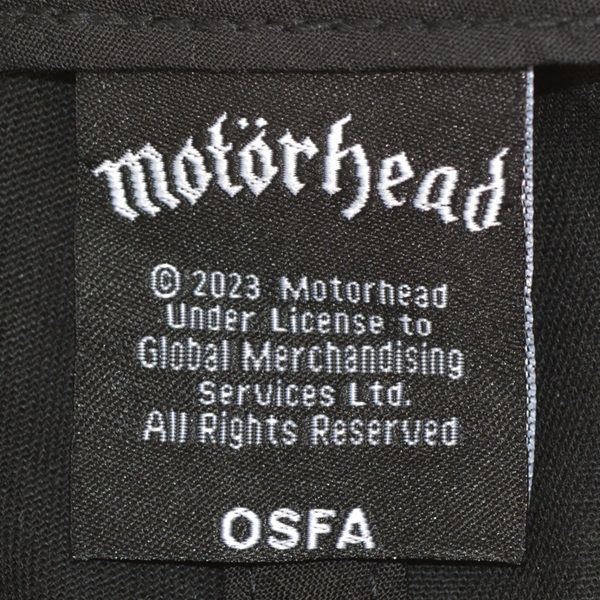 motörhead
© 2023 Motorhead
Under License to
Global Merchandising
Services Ltd.
All Rights Reserved
OSFA